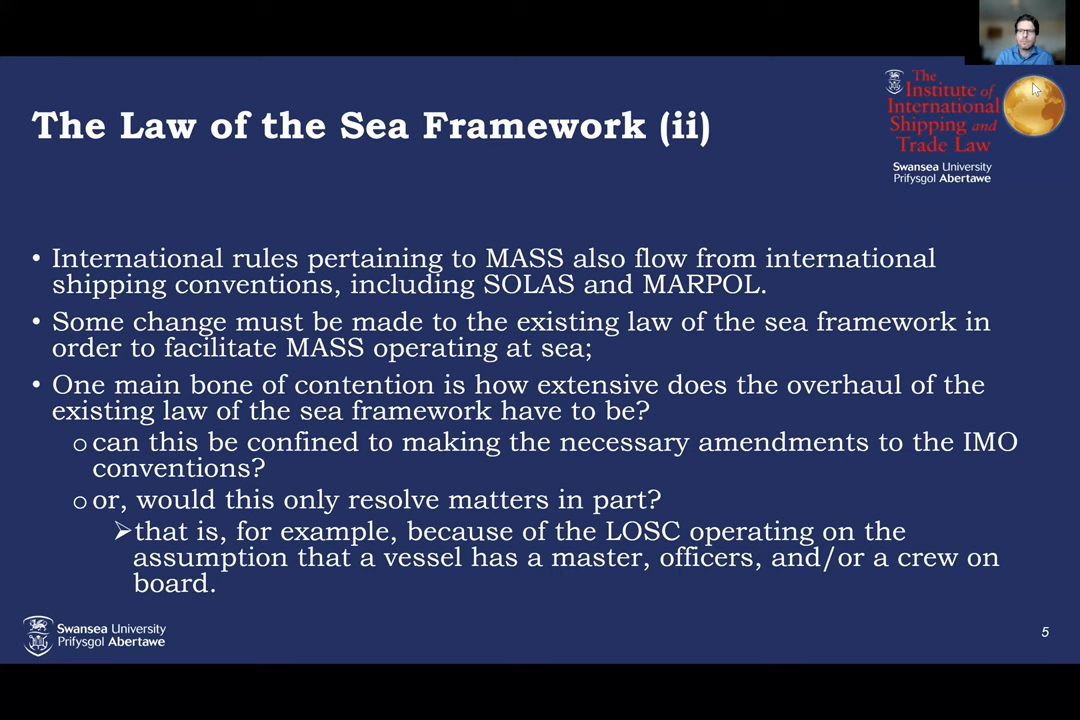 The Law of the Sea Framework (ii)
The
Institute of
International
Shipping and
Trade Law
Swansea University
Prifysgol Abertawe
• International rules pertaining to MASS also flow from international
shipping conventions, including SOLAS and MARPOL.
• Some change must be made to the existing law of the sea framework in
order to facilitate MASS operating at sea;
• One main bone of contention is how extensive does the overhaul of the
existing law of the sea framework have to be?
o can this be confined to making the necessary amendments to the IMO
conventions?
o or, would this only resolve matters in part?
➢ that is, for example, because of the LOSC operating on the
assumption that a vessel has a master, officers, and/or a crew on
board.
Swansea University
Prifysgol Abertawe
5